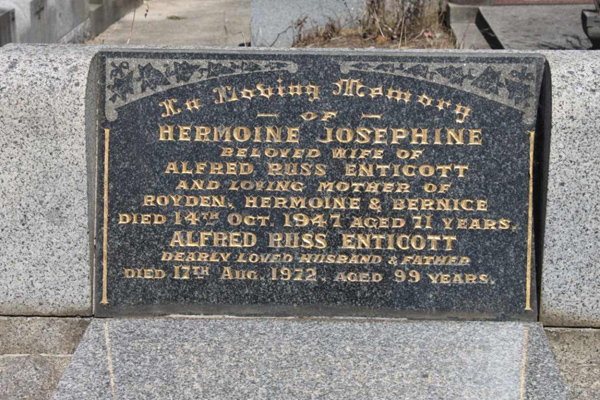 In Loving Memory
— OF —
HERMOINE JOSEPHINE
BELOVED WIFE OF
ALFRED RUSS ENTICOTT
AND LOVING MOTHER OF
ROYDEN, HERMOINE & BERNICE
DIED 14TH OCT. 1947 AGED 71 YEARS.
ALFRED RUSS ENTICOTT
DEARLY LOVED HUSBAND & FATHER
DIED 17TH AUG. 1972. AGED 99 YEARS.